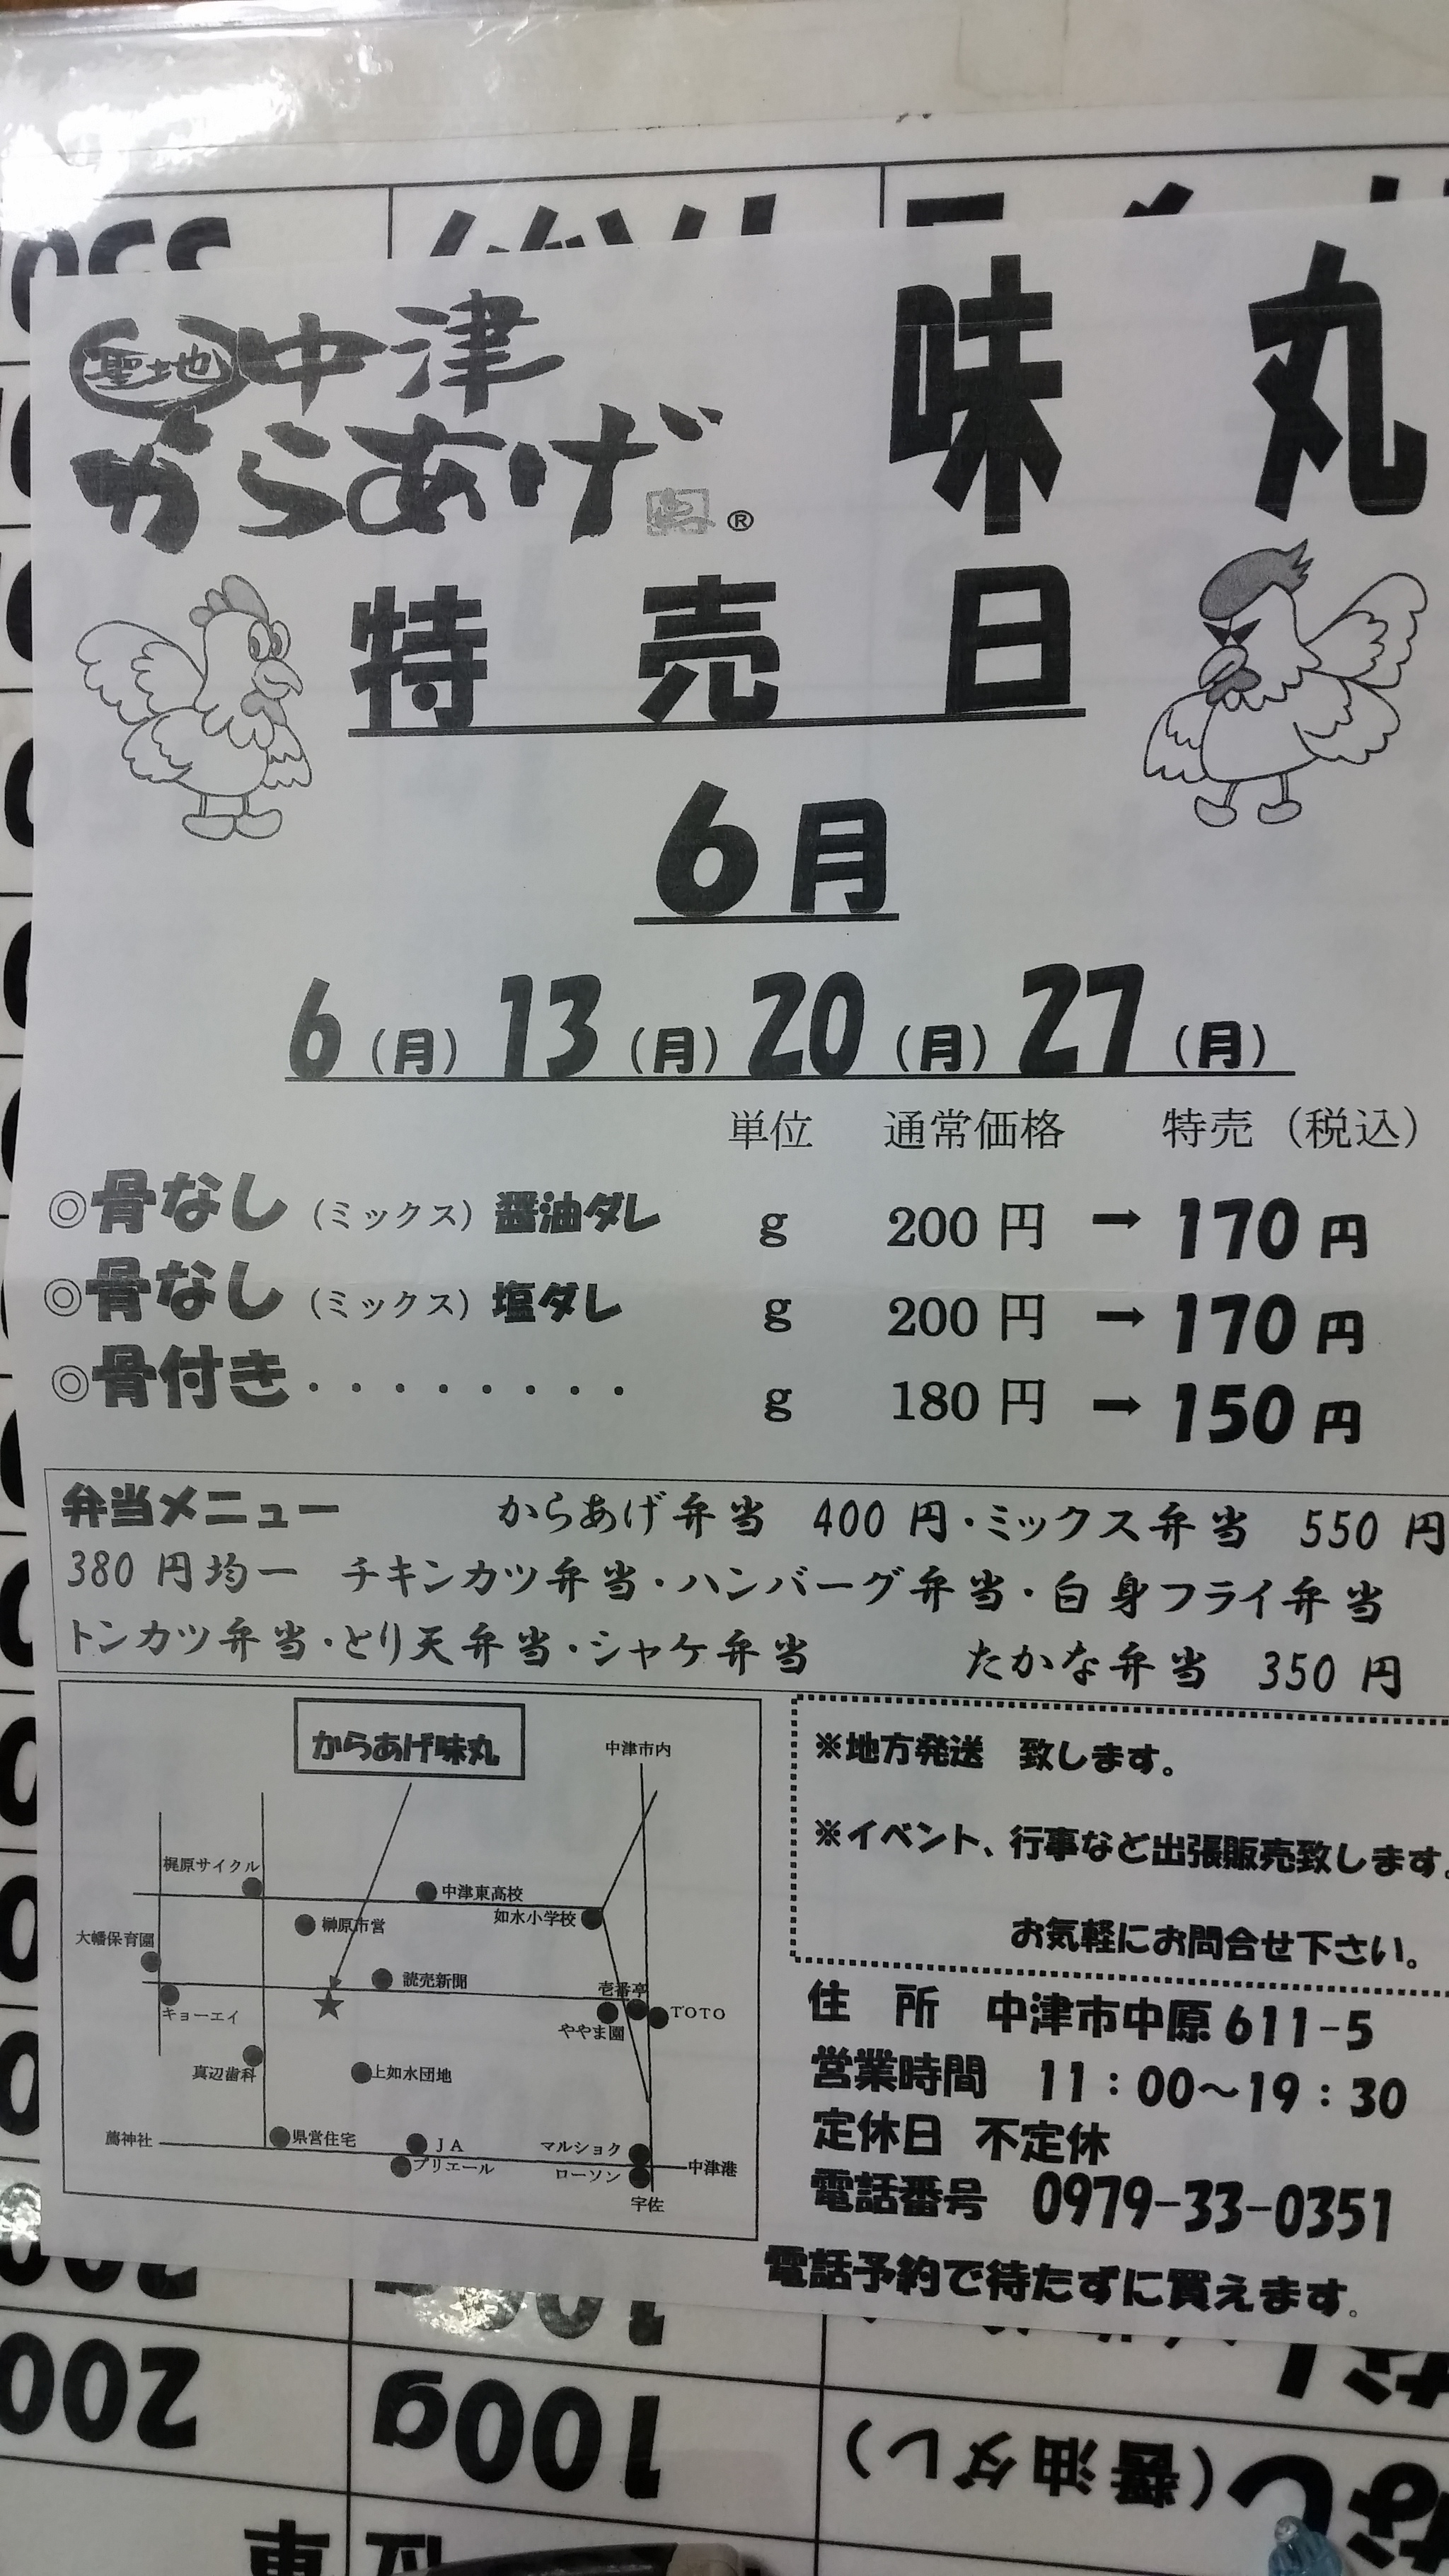 聖地 中津
からあげ ®
味丸
特売日
6月
6（月）13（月）20（月）27（月）
単位 通常価格 特売（税込）
◎骨なし（ミックス）醤油ダレ g 200円 → 170円
◎骨なし（ミックス）塩ダレ g 200円 → 170円
◎骨付き・・・・・・・・・ g 180円 → 150円
弁当メニュー からあげ弁当 400円・ミックス弁当 550円
380円均一 チキンカツ弁当・ハンバーグ弁当・白身フライ弁当
トンカツ弁当・とり天弁当・シャケ弁当 たかな弁当 350円
からあげ味丸
中津市内
梶原サイクル
中津東高校
榊原市営
如水小学校
大幡保育園
読売新聞
キョーエイ
壱番亭
TOTO
ややま園
真辺歯科
上如水団地
薦神社
県営住宅
JA
プリエール
マルショク
ローソン
中津港
宇佐
※地方発送 致します。
※イベント、行事など出張販売致します。
お気軽にお問合せ下さい。
住所 中津市中原611-5
営業時間 11：00～19：30
定休日 不定休
電話番号 0979-33-0351
電話予約で待たずに買えます。
200
100g
（醤油ダレ）
単位